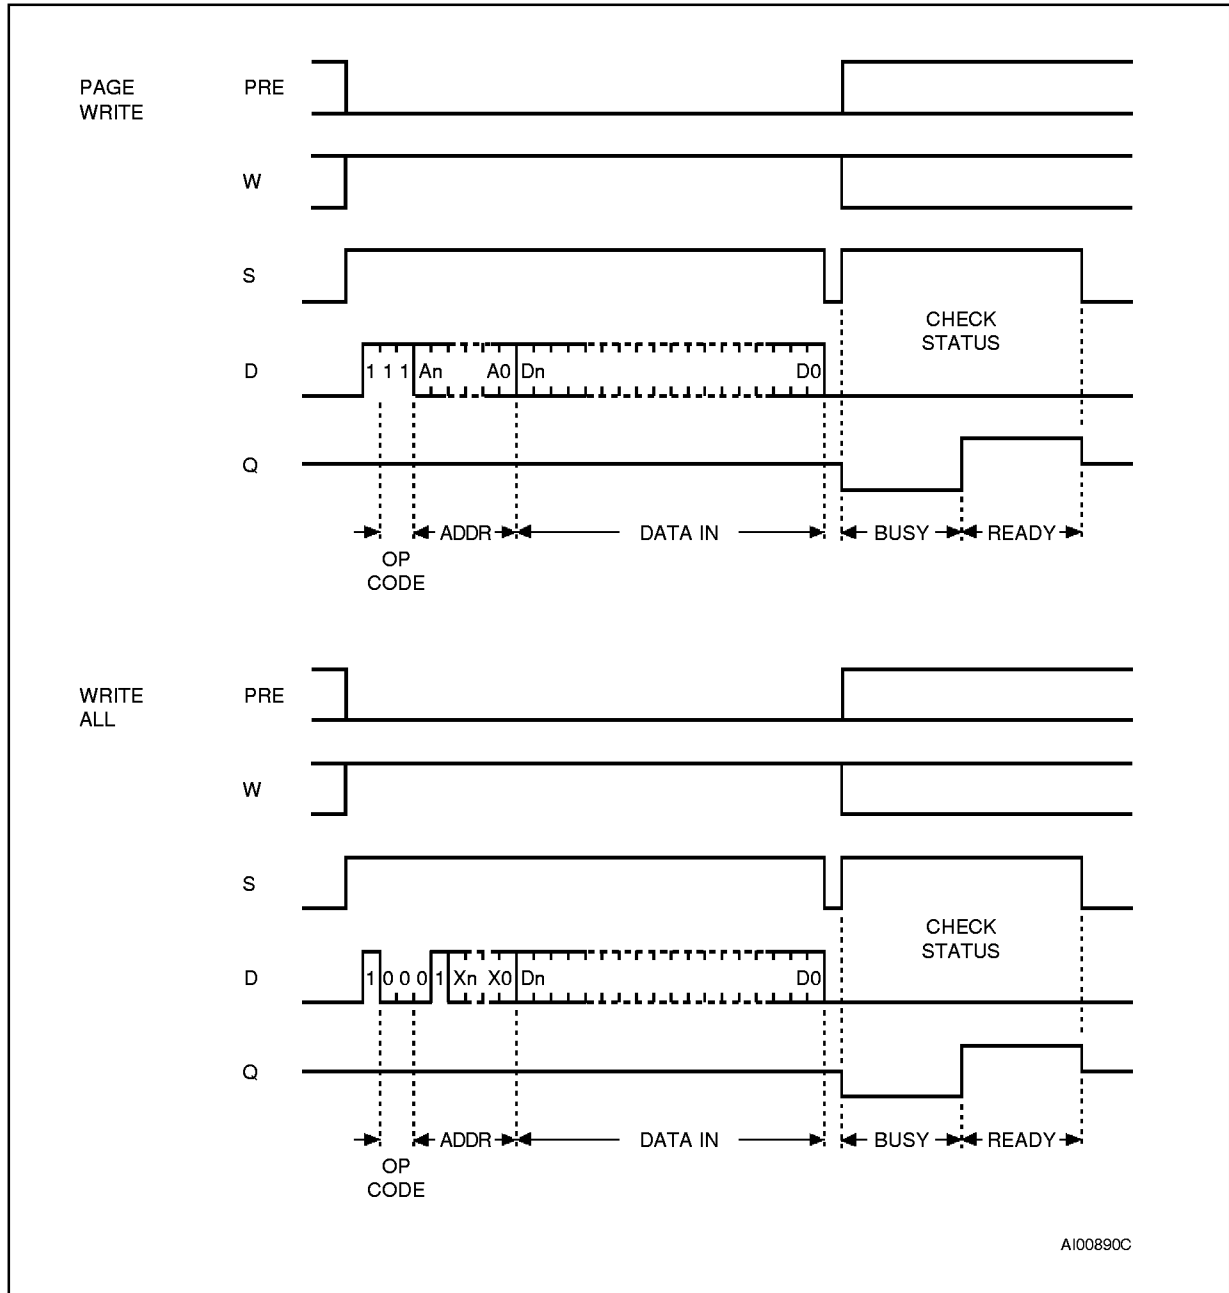 PAGE WRITE PRE
W
S
CHECK STATUS
D 1 1 1 An A0 Dn D0
Q
ADDR DATA IN BUSY READY
OP CODE
WRITE ALL PRE
W
S
CHECK STATUS
D 1 0 0 0 1 Xn X0 Dn D0
Q
ADDR DATA IN BUSY READY
OP CODE
AI00890C